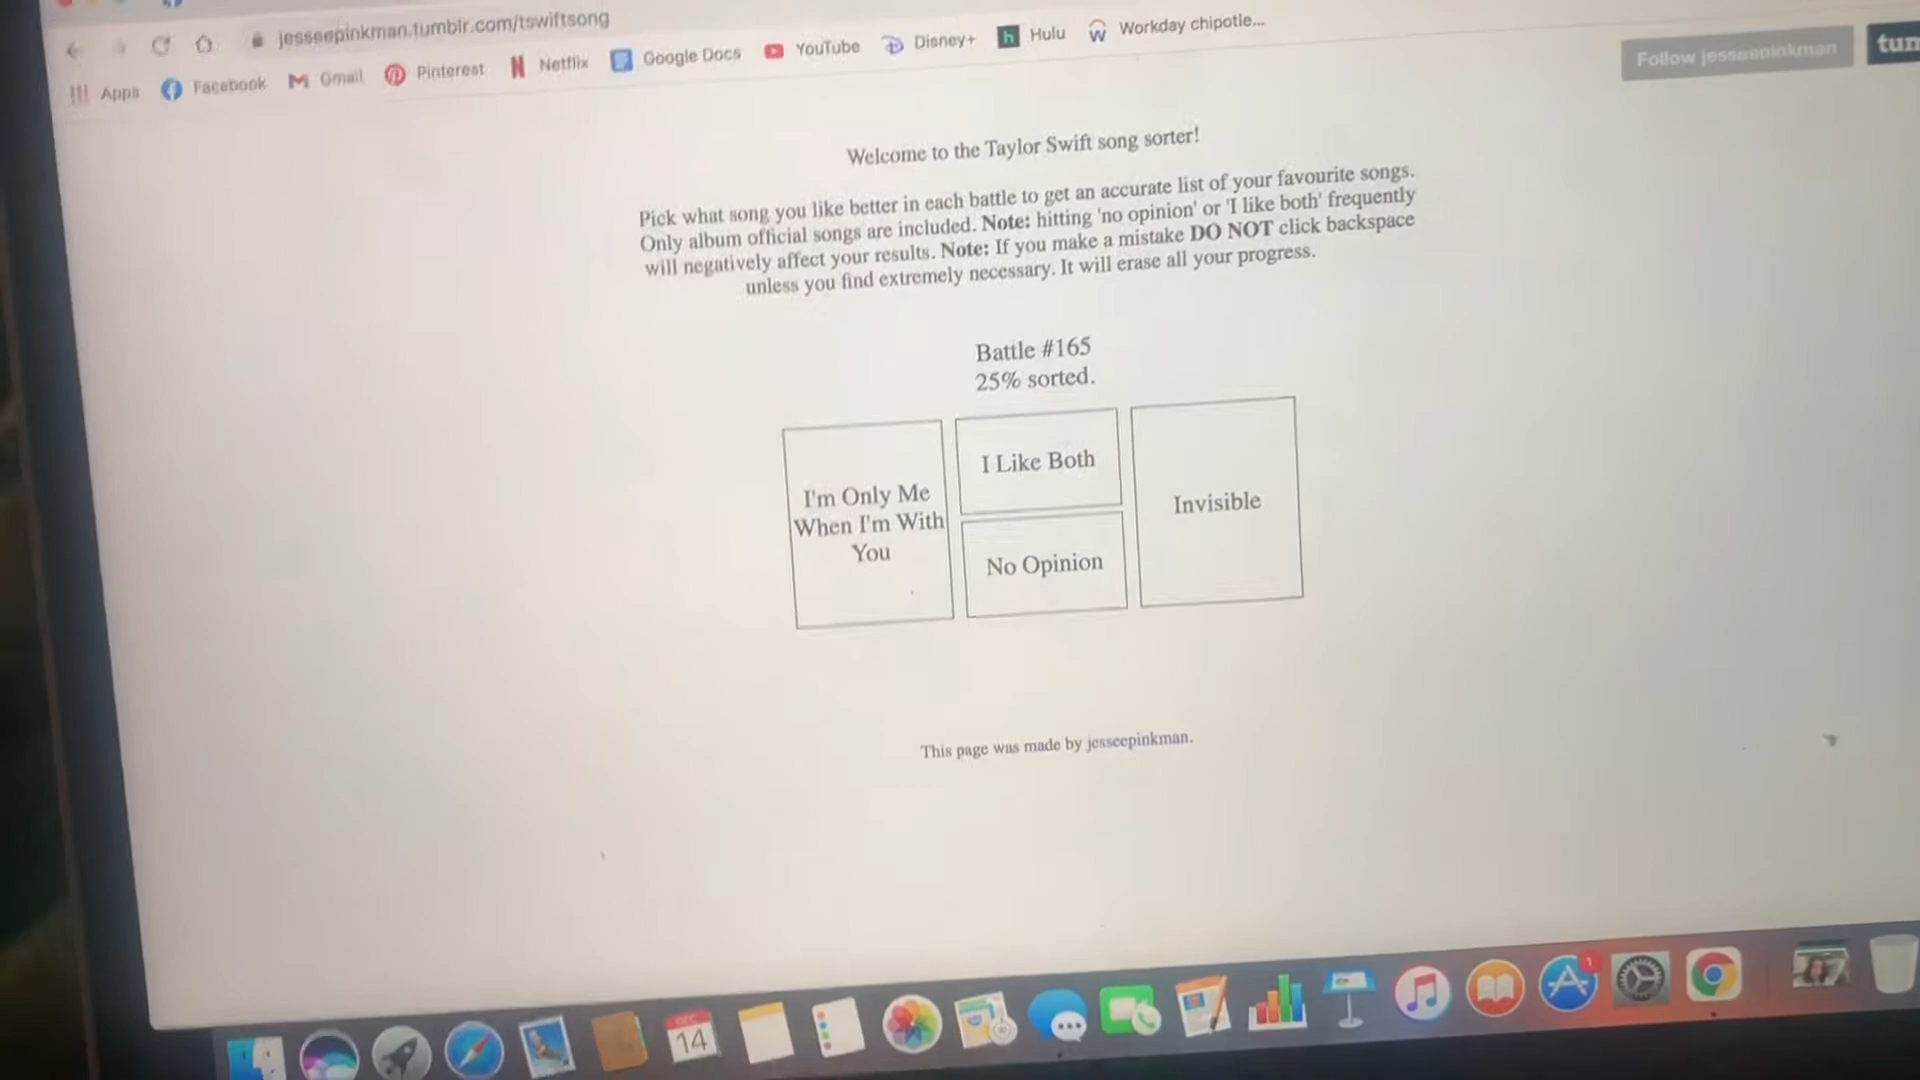 jesseepinkman.tumblr.com/tswiftsong
Apps Facebook Gmail Pinterest Netflix Google Docs YouTube Disney+ Hulu Workday chipotle...
Follow jesseepinkman
tum
Welcome to the Taylor Swift song sorter!
Pick what song you like better in each battle to get an accurate list of your favourite songs.
Only album official songs are included. Note: hitting 'no opinion' or 'I like both' frequently
will negatively affect your results. Note: If you make a mistake DO NOT click backspace
unless you find extremely necessary. It will erase all your progress.
Battle #165
25% sorted.
I'm Only Me
When I'm With
You
I Like Both
No Opinion
Invisible
This page was made by jesseepinkman.
DEC
14
1